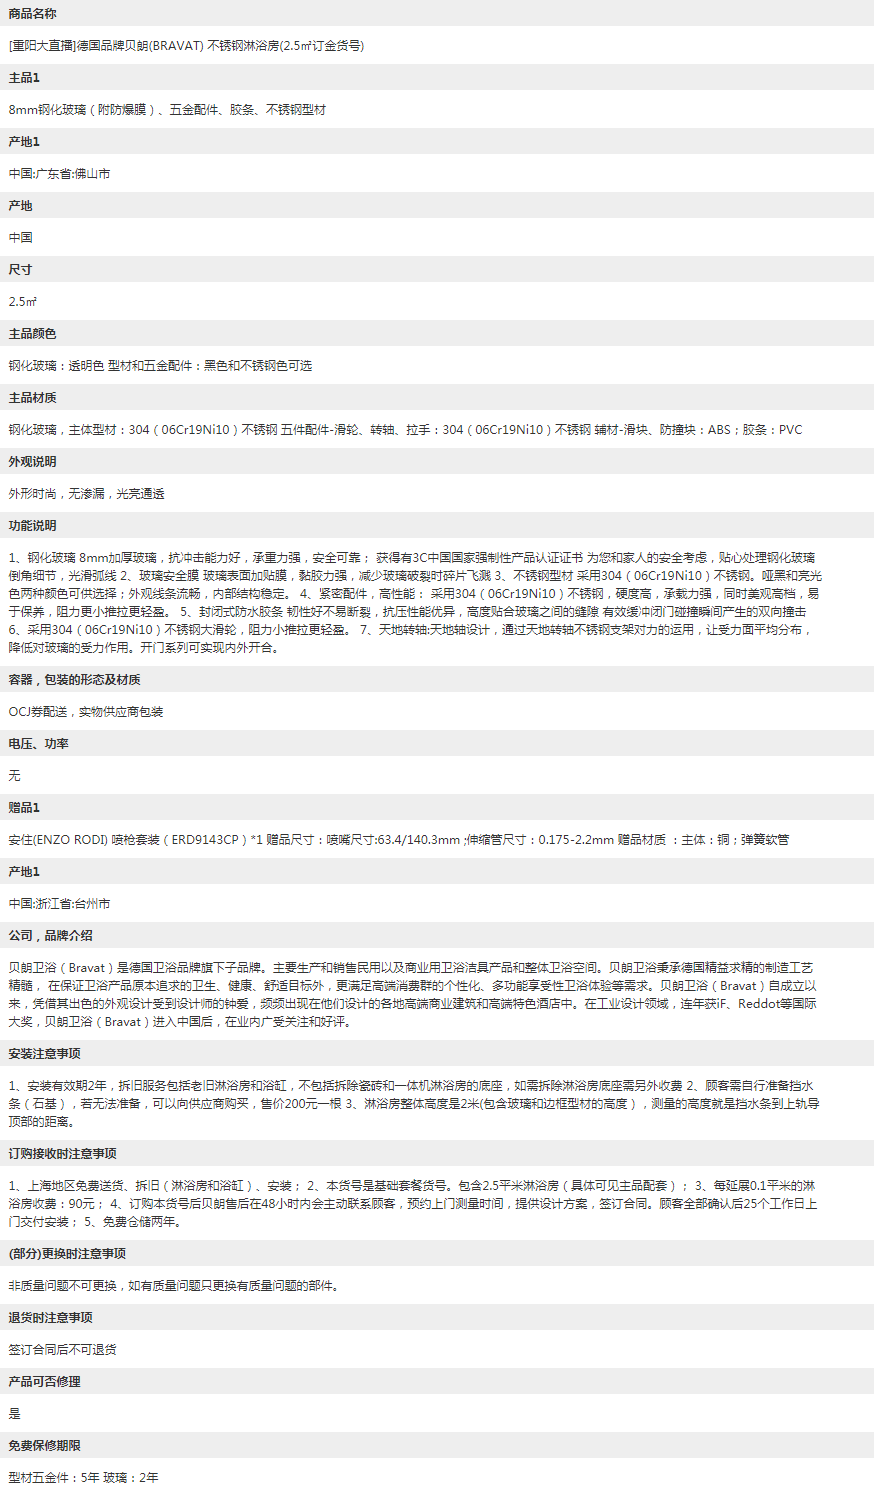 商品名称
[重阳大直播]德国品牌贝朗(BRAVAT) 不锈钢淋浴房(2.5㎡订金货号)
主品1
8mm钢化玻璃（附防爆膜）、五金配件、胶条、不锈钢型材
产地1
中国:广东省:佛山市
产地
中国
尺寸
2.5㎡
主品颜色
钢化玻璃：透明色 型材和五金配件：黑色和不锈钢色可选
主品材质
钢化玻璃，主体型材：304（06Cr19Ni10）不锈钢 五件配件-滑轮、转轴、拉手：304（06Cr19Ni10）不锈钢 辅材-滑块、防撞块：ABS；胶条：PVC
外观说明
外形时尚，无渗漏，光亮通透
功能说明
1、钢化玻璃 8mm加厚玻璃，抗冲击能力好，承重力强，安全可靠； 获得有3C中国国家强制性产品认证证书 为您和家人的安全考虑，贴心处理钢化玻璃
倒角细节，光滑弧线 2、玻璃安全膜 玻璃表面加贴膜，黏胶力强，减少玻璃破裂时碎片飞溅 3、不锈钢型材 采用304（06Cr19Ni10）不锈钢。哑黑和亮光
色两种颜色可供选择；外观线条流畅，内部结构稳定。 4、紧密配件，高性能： 采用304（06Cr19Ni10）不锈钢，硬度高，承载力强，同时美观高档，易
于保养，阻力更小推拉更轻盈。 5、封闭式防水胶条 韧性好不易断裂，抗压性能优异，高度贴合玻璃之间的缝隙 有效缓冲闭门碰撞瞬间产生的双向撞击
6、采用304（06Cr19Ni10）不锈钢大滑轮，阻力小推拉更轻盈。 7、天地转轴:天地轴设计，通过天地转轴不锈钢支架对力的运用，让受力面平均分布，
降低对玻璃的受力作用。开门系列可实现内外开合。
容器，包装的形态及材质
OCJ券配送，实物供应商包装
电压、功率
无
赠品1
安住(ENZO RODI) 喷枪套装（ERD9143CP）*1 赠品尺寸：喷嘴尺寸:63.4/140.3mm ;伸缩管尺寸：0.175-2.2mm 赠品材质 ：主体：铜；弹簧软管
产地1
中国:浙江省:台州市
公司，品牌介绍
贝朗卫浴（Bravat）是德国卫浴品牌旗下子品牌。主要生产和销售民用以及商业用卫浴洁具产品和整体卫浴空间。贝朗卫浴秉承德国精益求精的制造工艺
精髓， 在保证卫浴产品原本追求的卫生、健康、舒适目标外，更满足高端消费群的个性化、多功能享受性卫浴体验等需求。贝朗卫浴（Bravat）自成立以
来，凭借其出色的外观设计受到设计师的钟爱，频频出现在他们设计的各地高端商业建筑和高端特色酒店中。在工业设计领域，连年获iF、Reddot等国际
大奖，贝朗卫浴（Bravat）进入中国后，在业内广受关注和好评。
安装注意事项
1、安装有效期2年，拆旧服务包括老旧淋浴房和浴缸，不包括拆除瓷砖和一体机淋浴房的底座，如需拆除淋浴房底座需另外收费 2、顾客需自行准备挡水
条（石基），若无法准备，可以向供应商购买，售价200元一根 3、淋浴房整体高度是2米(包含玻璃和边框型材的高度），测量的高度就是挡水条到上轨导
顶部的距离。
订购接收时注意事项
1、上海地区免费送货、拆旧（淋浴房和浴缸）、安装； 2、本货号是基础套餐货号。包含2.5平米淋浴房（具体可见主品配套）； 3、每延展0.1平米的淋
浴房收费：90元； 4、订购本货号后贝朗售后在48小时内会主动联系顾客，预约上门测量时间，提供设计方案，签订合同。顾客全部确认后25个工作日上
门交付安装； 5、免费仓储两年。
(部分)更换时注意事项
非质量问题不可更换，如有质量问题只更换有质量问题的部件。
退货时注意事项
签订合同后不可退货
产品可否修理
是
免费保修期限
型材五金件：5年 玻璃：2年